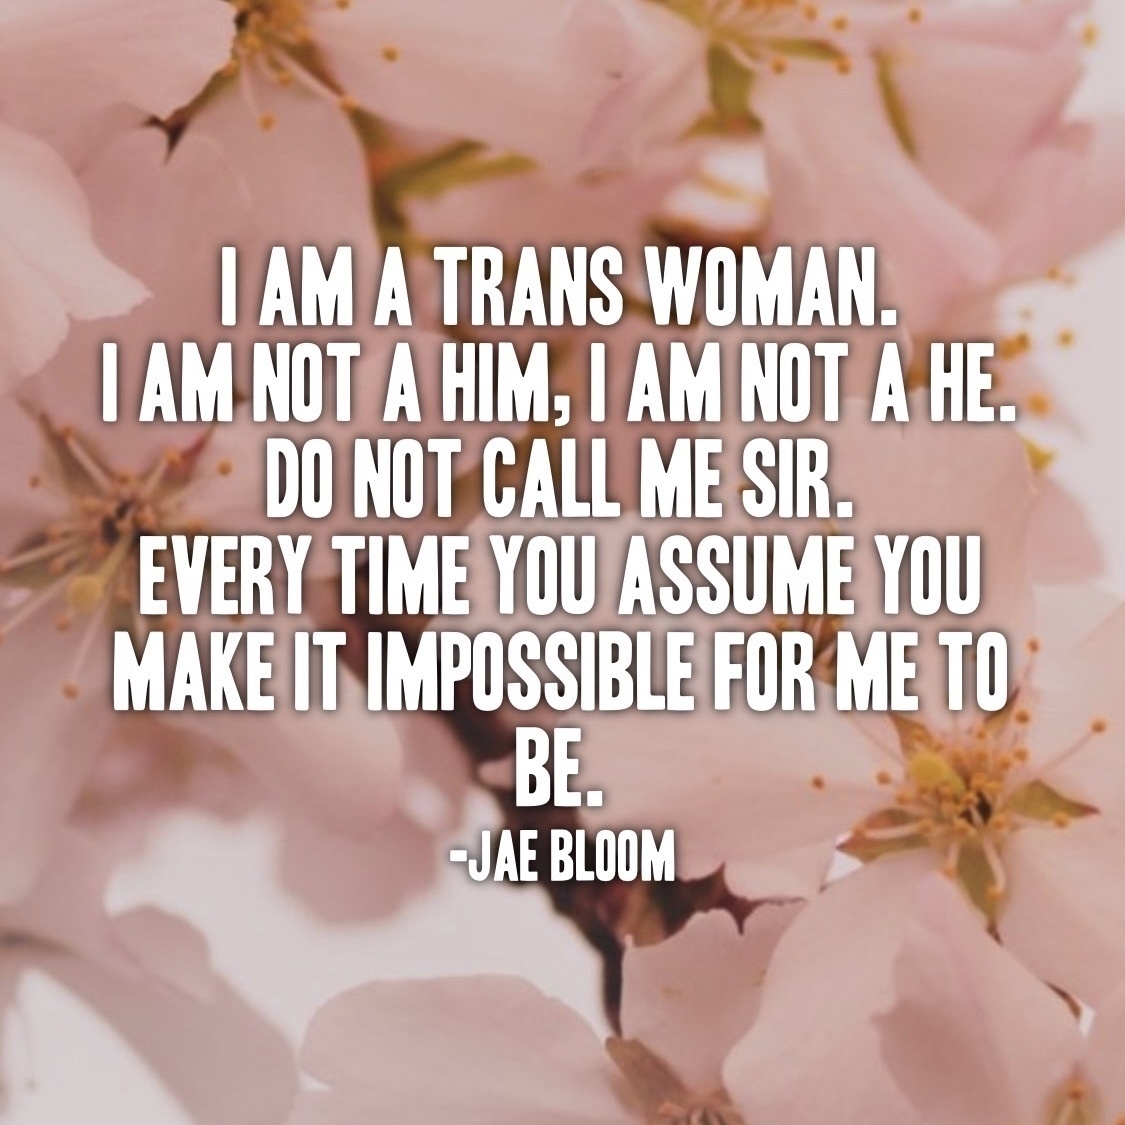 I AM A TRANS WOMAN.
I AM NOT A HIM, I AM NOT A HE.
DO NOT CALL ME SIR.
EVERY TIME YOU ASSUME YOU
MAKE IT IMPOSSIBLE FOR ME TO
BE.
-JAE BLOOM